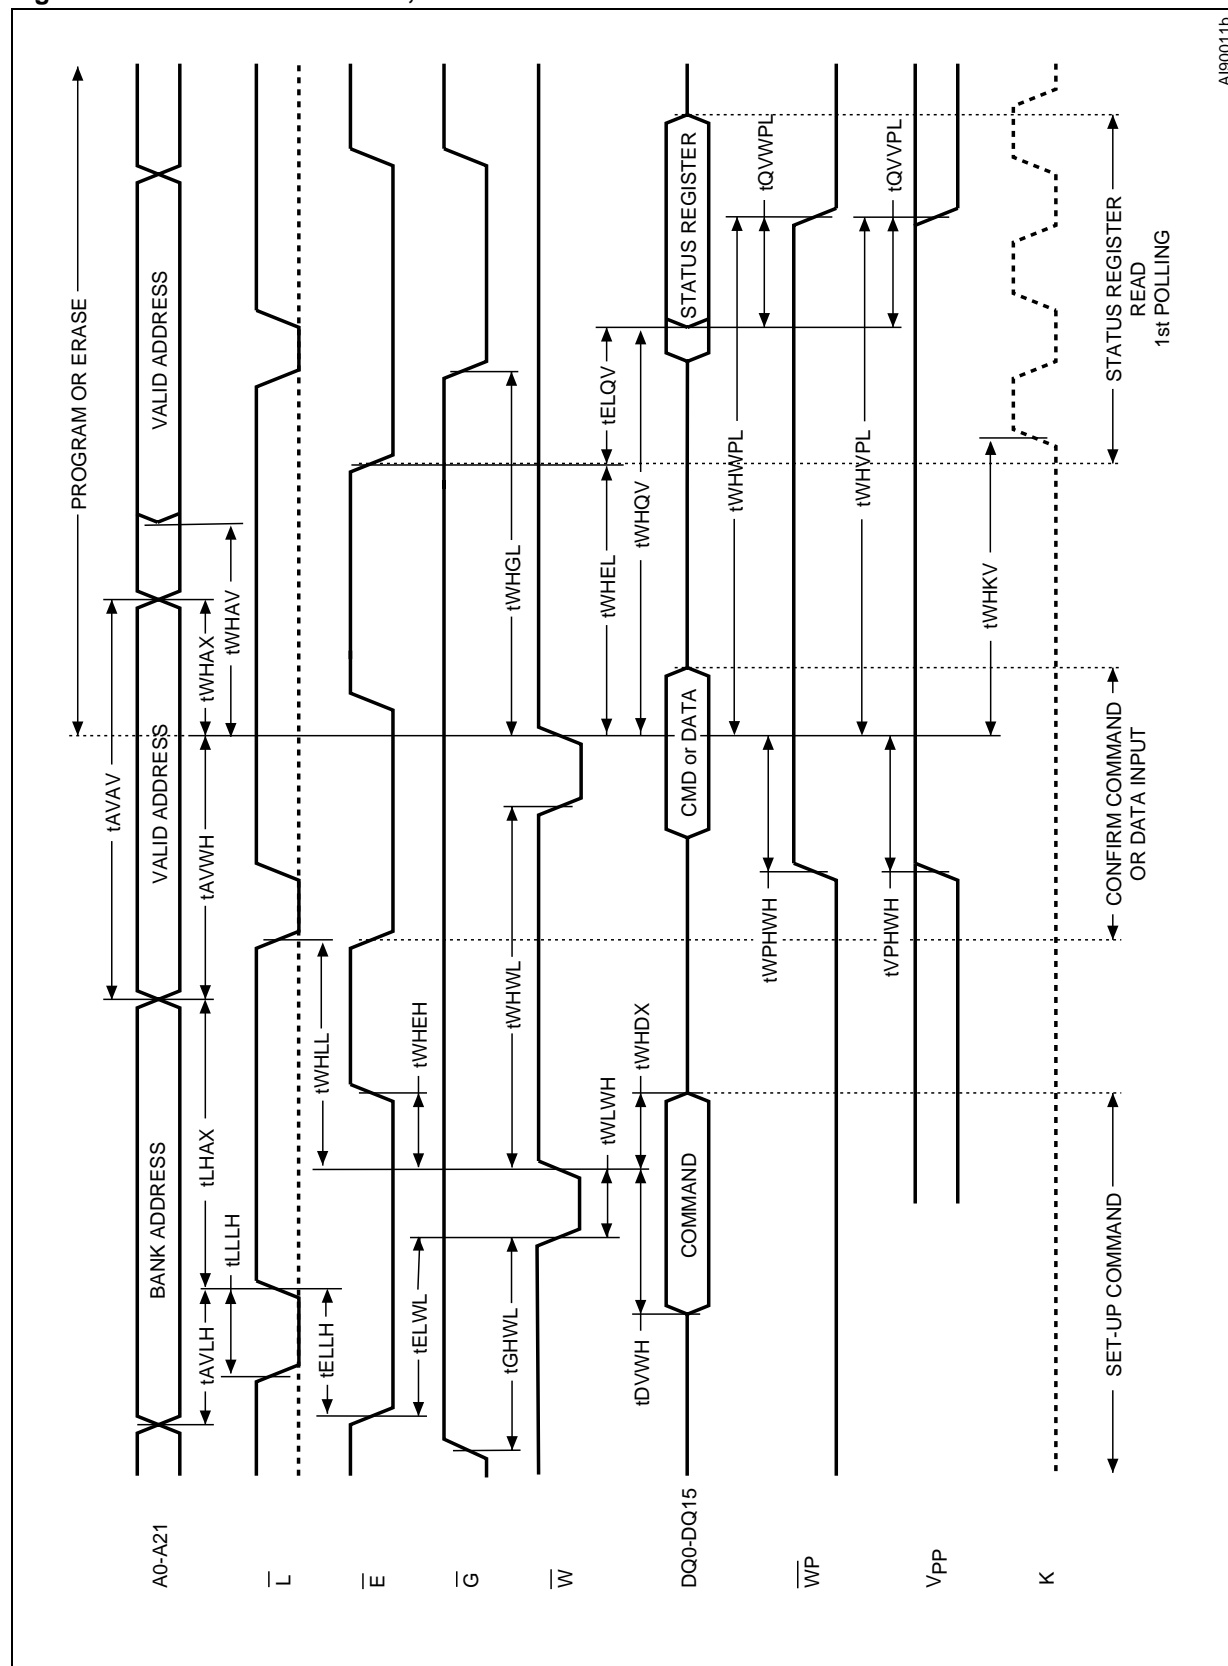 AI90011b
PROGRAM OR ERASE
A0-A21
BANK ADDRESS
VALID ADDRESS
VALID ADDRESS
tAVAV
tAVLH
tLHAX
tAVWH
tWHAX
tLLLH
tWHAV
L
tELLH
tWHLL
E
tELWL
tWHEH
G
tGHWL
tWHWL
tWHGL
W
tWLWH
tWHEL
tELQV
tDVWH
tWHDX
tWHQV
DQ0-DQ15
COMMAND
CMD or DATA
STATUS REGISTER
tWHWPL
tWPHWH
tQVWPL
WP
tWHVPL
tVPHWH
tQVVPL
VPP
tWHKV
K
SET-UP COMMAND
CONFIRM COMMAND
OR DATA INPUT
STATUS REGISTER
READ
1st POLLING